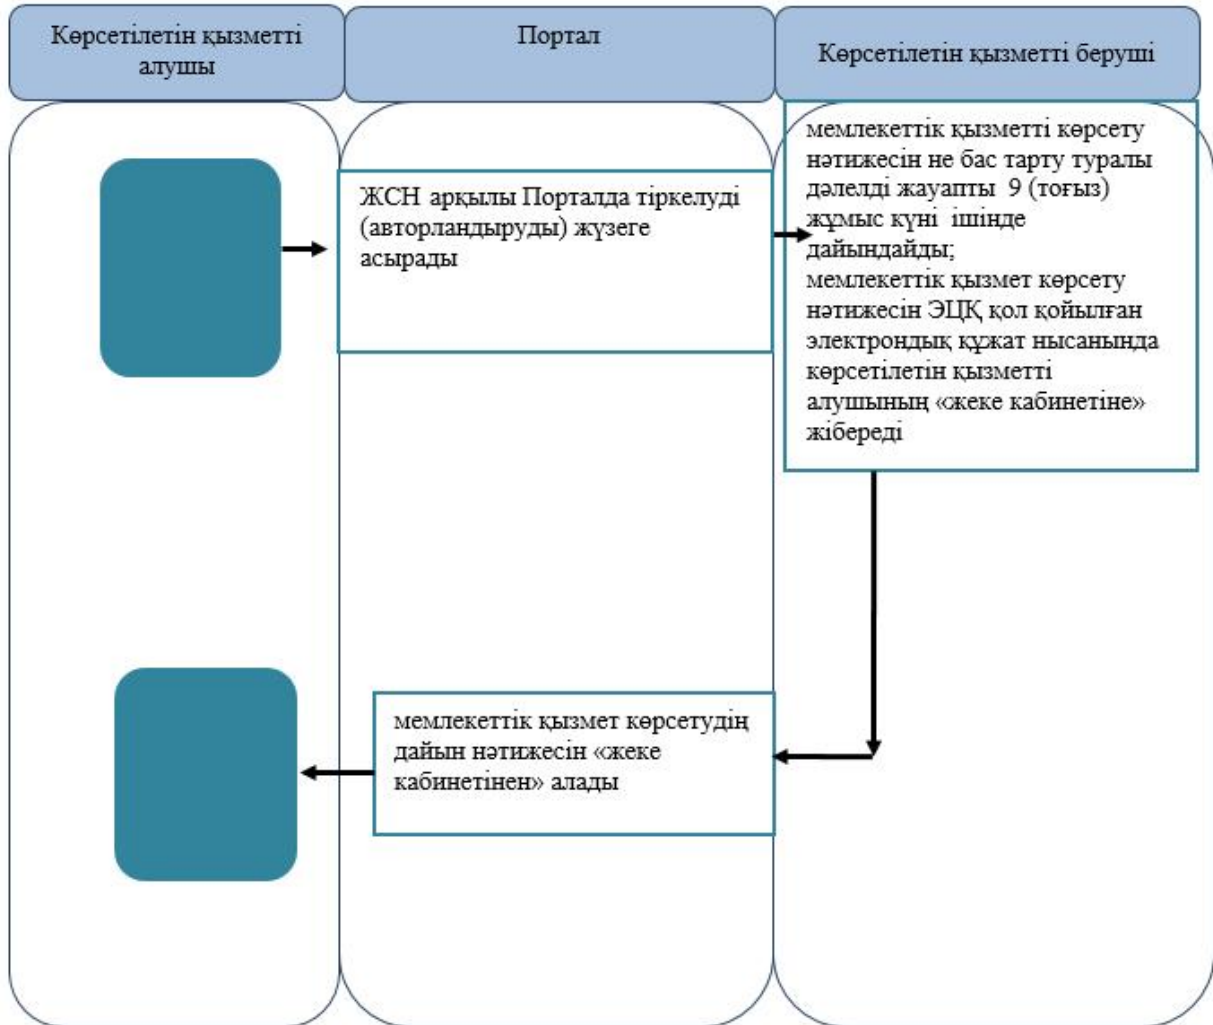 Көрсетілетін қызметті
алушы
Портал
Көрсетілетін қызметті беруші
ЖСН арқылы Порталда тіркелуді
(авторландыруды) жүзеге
асырады
мемлекеттік қызметті көрсету
нәтижесін не бас тарту туралы
дәлелді жауапты 9 (тоғыз)
жұмыс күні ішінде
дайындайды;
мемлекеттік қызмет көрсету
нәтижесін ЭЦҚ қол қойылған
электрондық құжат нысанында
көрсетілетін қызметті
алушының «жеке кабинетіне»
жібереді
мемлекеттік қызмет көрсетудің
дайын нәтижесін «жеке
кабинетінен» алады